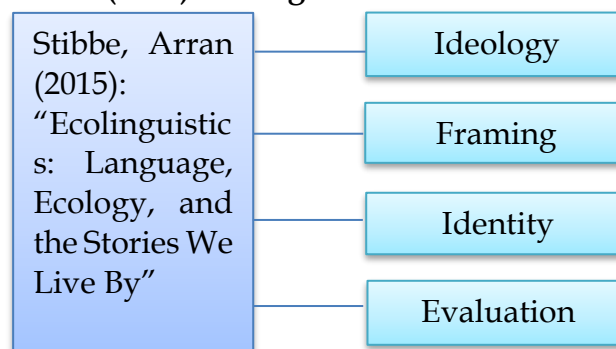 Stibbe, Arran
(2015):
“Ecolinguistic
s: Language,
Ecology, and
the Stories We
Live By”
Ideology
Framing
Identity
Evaluation